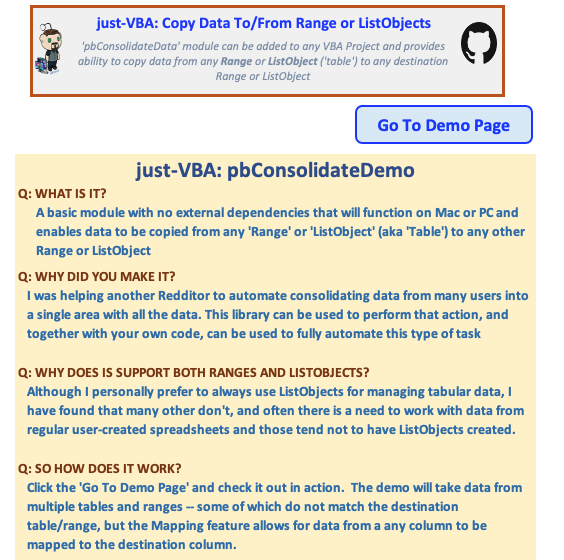 just-VBA: Copy Data To/From Range or ListObjects
'pbConsolidateData' module can be added to any VBA Project and provides
ability to copy data from any Range or ListObject ('table') to any destination
Range or ListObject
Go To Demo Page
just-VBA: pbConsolidateDemo
Q: WHAT IS IT?
A basic module with no external dependencies that will function on Mac or PC and
enables data to be copied from any 'Range' or 'ListObject' (aka 'Table') to any other
Range or ListObject
Q: WHY DID YOU MAKE IT?
I was helping another Redditor to automate consolidating data from many users into
a single area with all the data. This library can be used to perform that action, and
together with your own code, can be used to fully automate this type of task
Q: WHY DOES IS SUPPORT BOTH RANGES AND LISTOBJECTS?
Although I personally prefer to always use ListObjects for managing tabular data, I
have found that many other don't, and often there is a need to work with data from
regular user-created spreadsheets and those tend not to have ListObjects created.
Q: SO HOW DOES IT WORK?
Click the 'Go To Demo Page' and check it out in action.  The demo will take data from
multiple tables and ranges -- some of which do not match the destination
table/range, but the Mapping feature allows for data from a any column to be
mapped to the destination column.